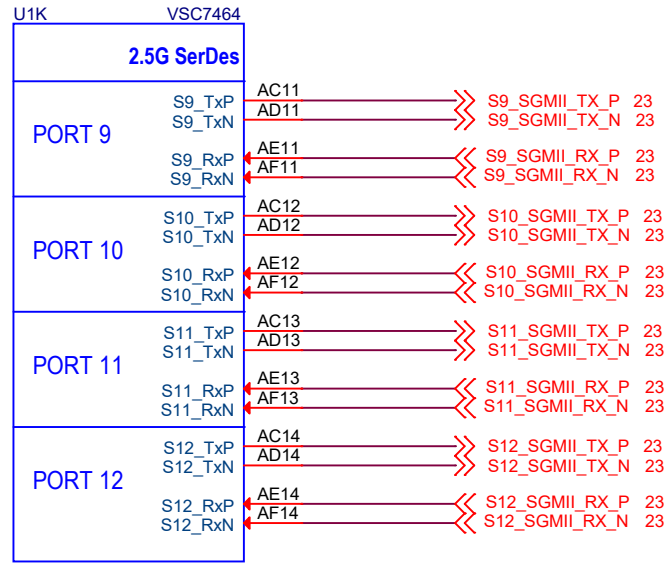 U1K VSC7464
2.5G SerDes
PORT 9
S9_TxP AC11 S9_SGMII_TX_P 23
S9_TxN AD11 S9_SGMII_TX_N 23
S9_RxP AE11 S9_SGMII_RX_P 23
S9_RxN AF11 S9_SGMII_RX_N 23
PORT 10
S10_TxP AC12 S10_SGMII_TX_P 23
S10_TxN AD12 S10_SGMII_TX_N 23
S10_RxP AE12 S10_SGMII_RX_P 23
S10_RxN AF12 S10_SGMII_RX_N 23
PORT 11
S11_TxP AC13 S11_SGMII_TX_P 23
S11_TxN AD13 S11_SGMII_TX_N 23
S11_RxP AE13 S11_SGMII_RX_P 23
S11_RxN AF13 S11_SGMII_RX_N 23
PORT 12
S12_TxP AC14 S12_SGMII_TX_P 23
S12_TxN AD14 S12_SGMII_TX_N 23
S12_RxP AE14 S12_SGMII_RX_P 23
S12_RxN AF14 S12_SGMII_RX_N 23